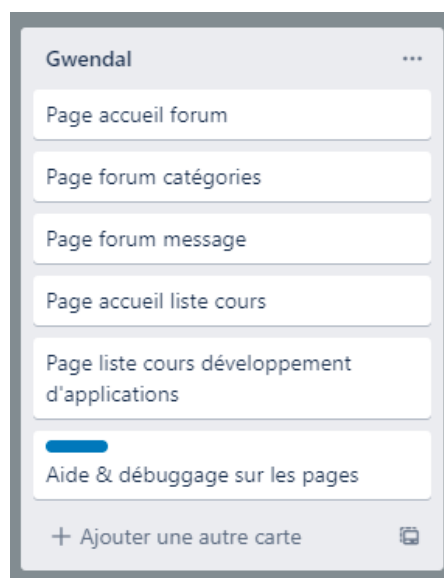 Gwendal
Page accueil forum
Page forum catégories
Page forum message
Page accueil liste cours
Page liste cours développement
d'applications
Aide & débuggage sur les pages
+ Ajouter une autre carte